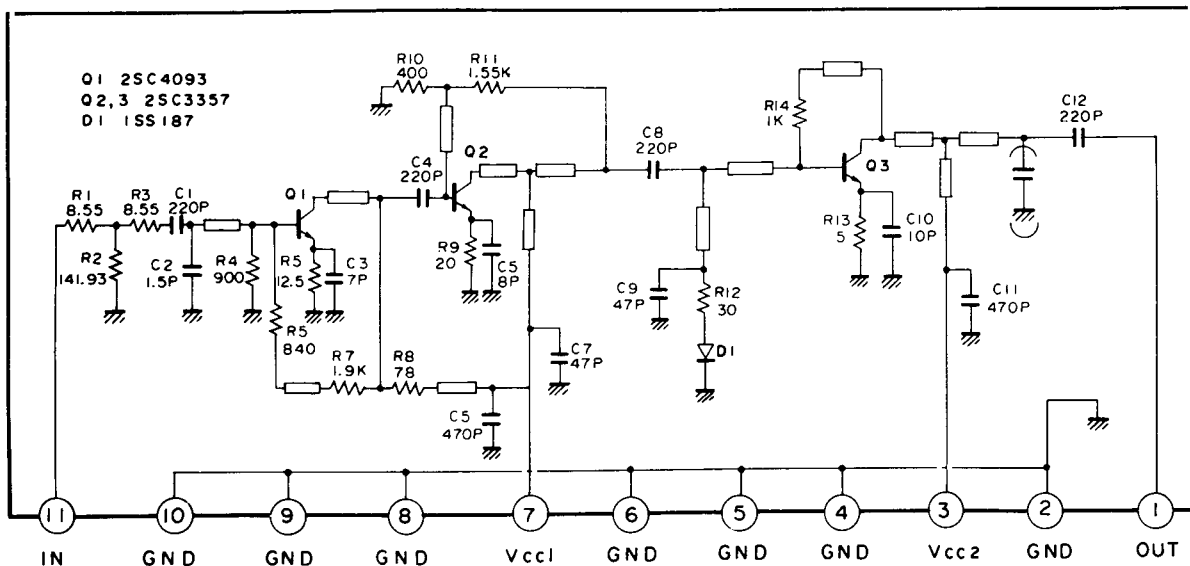 Q1 2SC4093
Q2,3 2SC3357
D1 1SS187
R10
400
R11
1.55K
R14
1K
C12
220P
C8
220P
Q2
C4
220P
Q3
R1
8.55
R3
8.55
C1
220P
Q1
R2
141.93
C2
1.5P
R4
900
R5
12.5
C3
7P
R9
20
C5
8P
R13
5
C10
10P
C9
47P
R12
30
C11
470P
R5
840
D1
R7
1.9K
R8
78
C7
47P
C5
470P
11
10
9
8
7
6
5
4
3
2
1
IN
GND
GND
GND
Vcc1
GND
GND
GND
Vcc2
GND
OUT